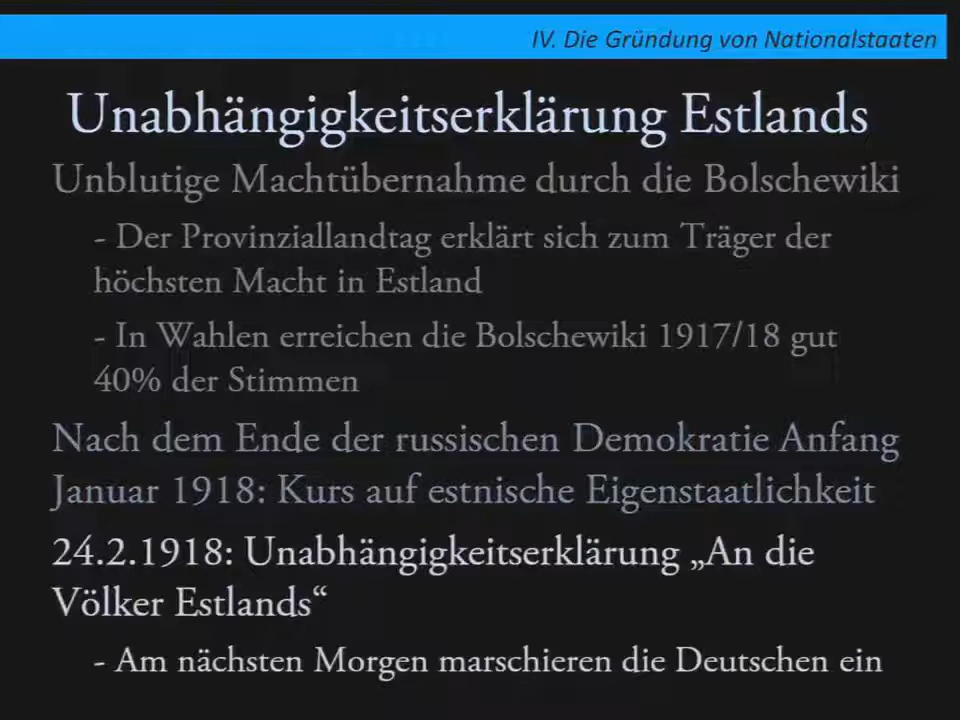 IV. Die Gründung von Nationalstaaten
Unabhängigkeitserklärung Estlands
Unblutige Machtübernahme durch die Bolschewiki
- Der Provinziallandtag erklärt sich zum Träger der
höchsten Macht in Estland
- In Wahlen erreichen die Bolschewiki 1917/18 gut
40% der Stimmen
Nach dem Ende der russischen Demokratie Anfang
Januar 1918: Kurs auf estnische Eigenstaatlichkeit
24.2.1918: Unabhängigkeitserklärung „An die
Völker Estlands“
- Am nächsten Morgen marschieren die Deutschen ein